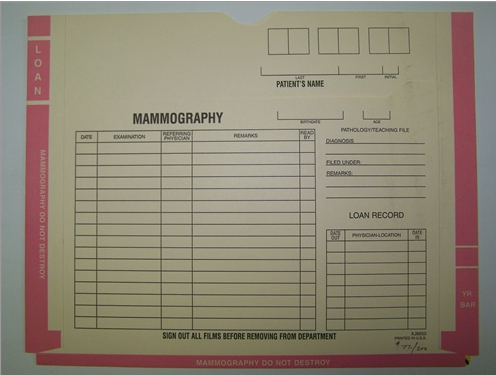 LOAN
LAST FIRST INITIAL
PATIENT'S NAME
MAMMOGRAPHY
BIRTHDATE AGE
PATHOLOGY/TEACHING FILE
DATE EXAMINATION REFERRING PHYSICIAN REMARKS READ BY
DIAGNOSIS
FILED UNDER:
REMARKS:
LOAN RECORD
DATE OUT PHYSICIAN-LOCATION DATE IN
MAMMOGRAPHY DO NOT DESTROY
YR.
BAR
SIGN OUT ALL FILMS BEFORE REMOVING FROM DEPARTMENT
PRINTED IN U.S.A.
MAMMOGRAPHY DO NOT DESTROY